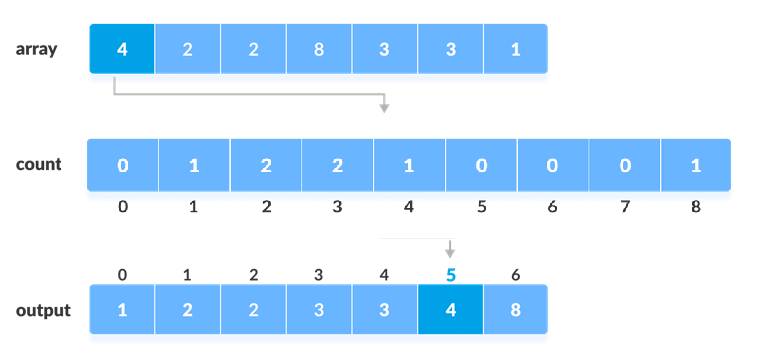 array 4 2 2 8 3 3 1
count 0 1 2 2 1 0 0 0 1
0 1 2 3 4 5 6 7 8
0 1 2 3 4 5 6
output 1 2 2 3 3 4 8